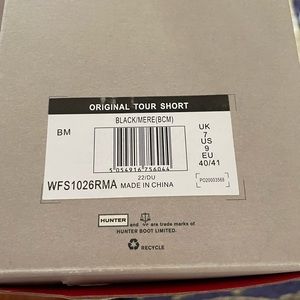 ORIGINAL TOUR SHORT
BLACK/MERE(BCM)
BM
UK
7
US
9
EU
40/41
5 054916 756044
22/DU
WFS1026RMA MADE IN CHINA
PO20003568
HUNTER
and are trade marks of
HUNTER BOOT LIMITED.
RECYCLE